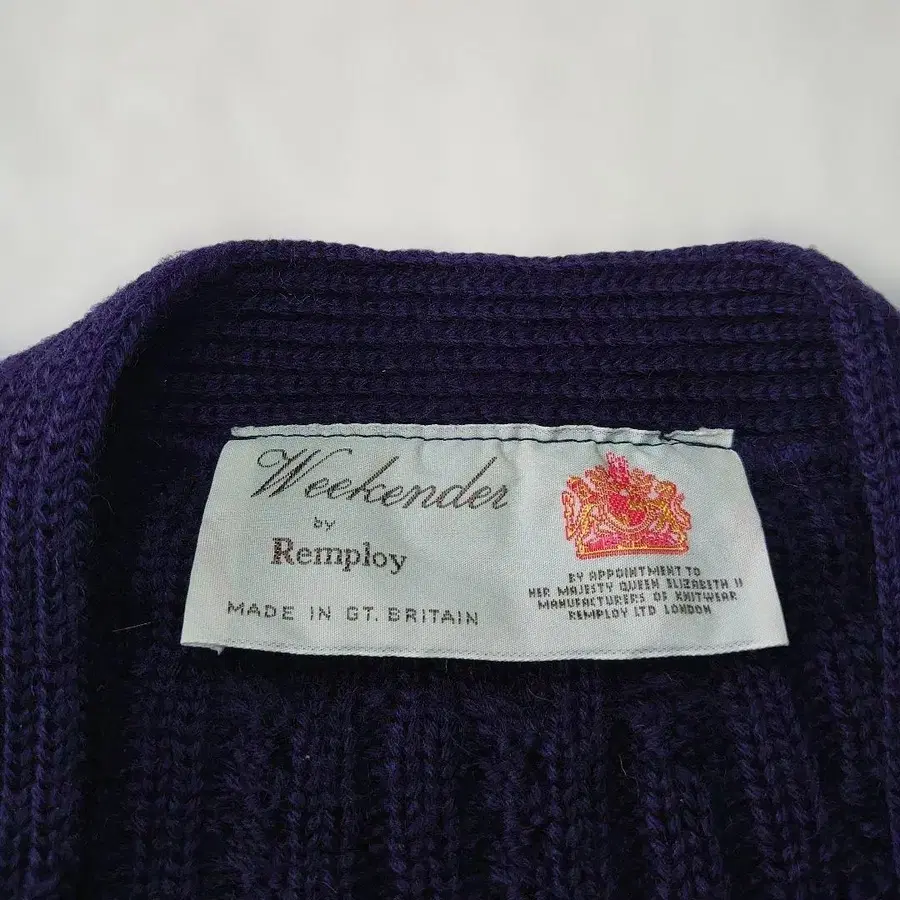 Weekender
by
Remploy
MADE IN GT. BRITAIN
BY APPOINTMENT TO
HER MAJESTY QUEEN ELIZABETH II
MANUFACTURERS OF KNITWEAR
REMPLOY LTD LONDON